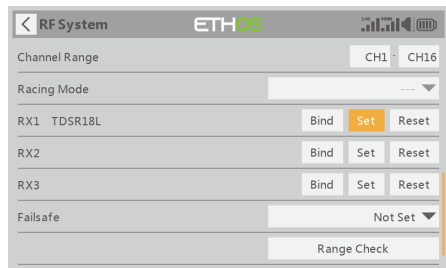 RF System ETHOS
Channel Range CH1 - CH16
Racing Mode ---
RX1 TDSR18L Bind Set Reset
RX2 Bind Set Reset
RX3 Bind Set Reset
Failsafe Not Set
Range Check